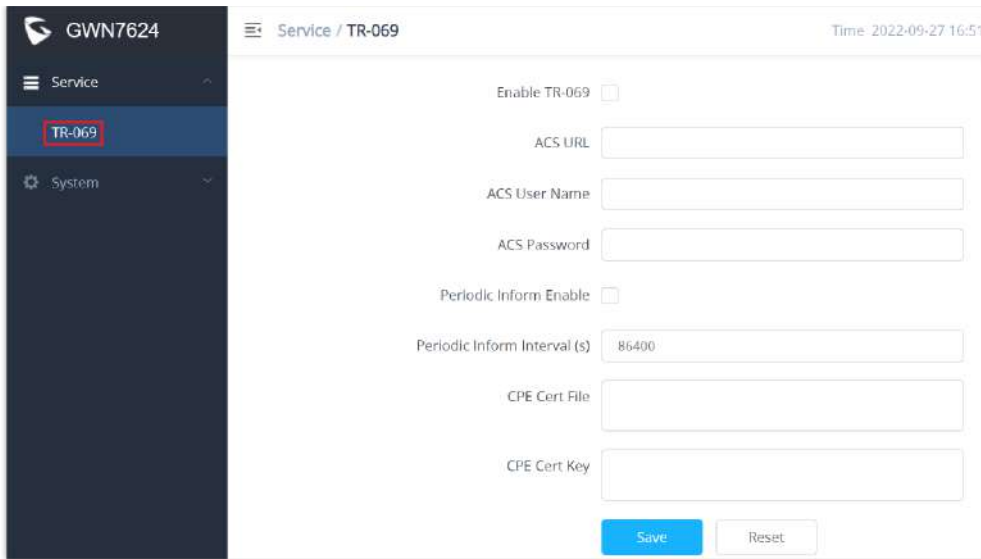 GWN7624
Service / TR-069
Time 2022-09-27 16:51
Service
TR-069
System
Enable TR-069
ACS URL
ACS User Name
ACS Password
Periodic Inform Enable
Periodic Inform Interval (s) 86400
CPE Cert File
CPE Cert Key
Save Reset